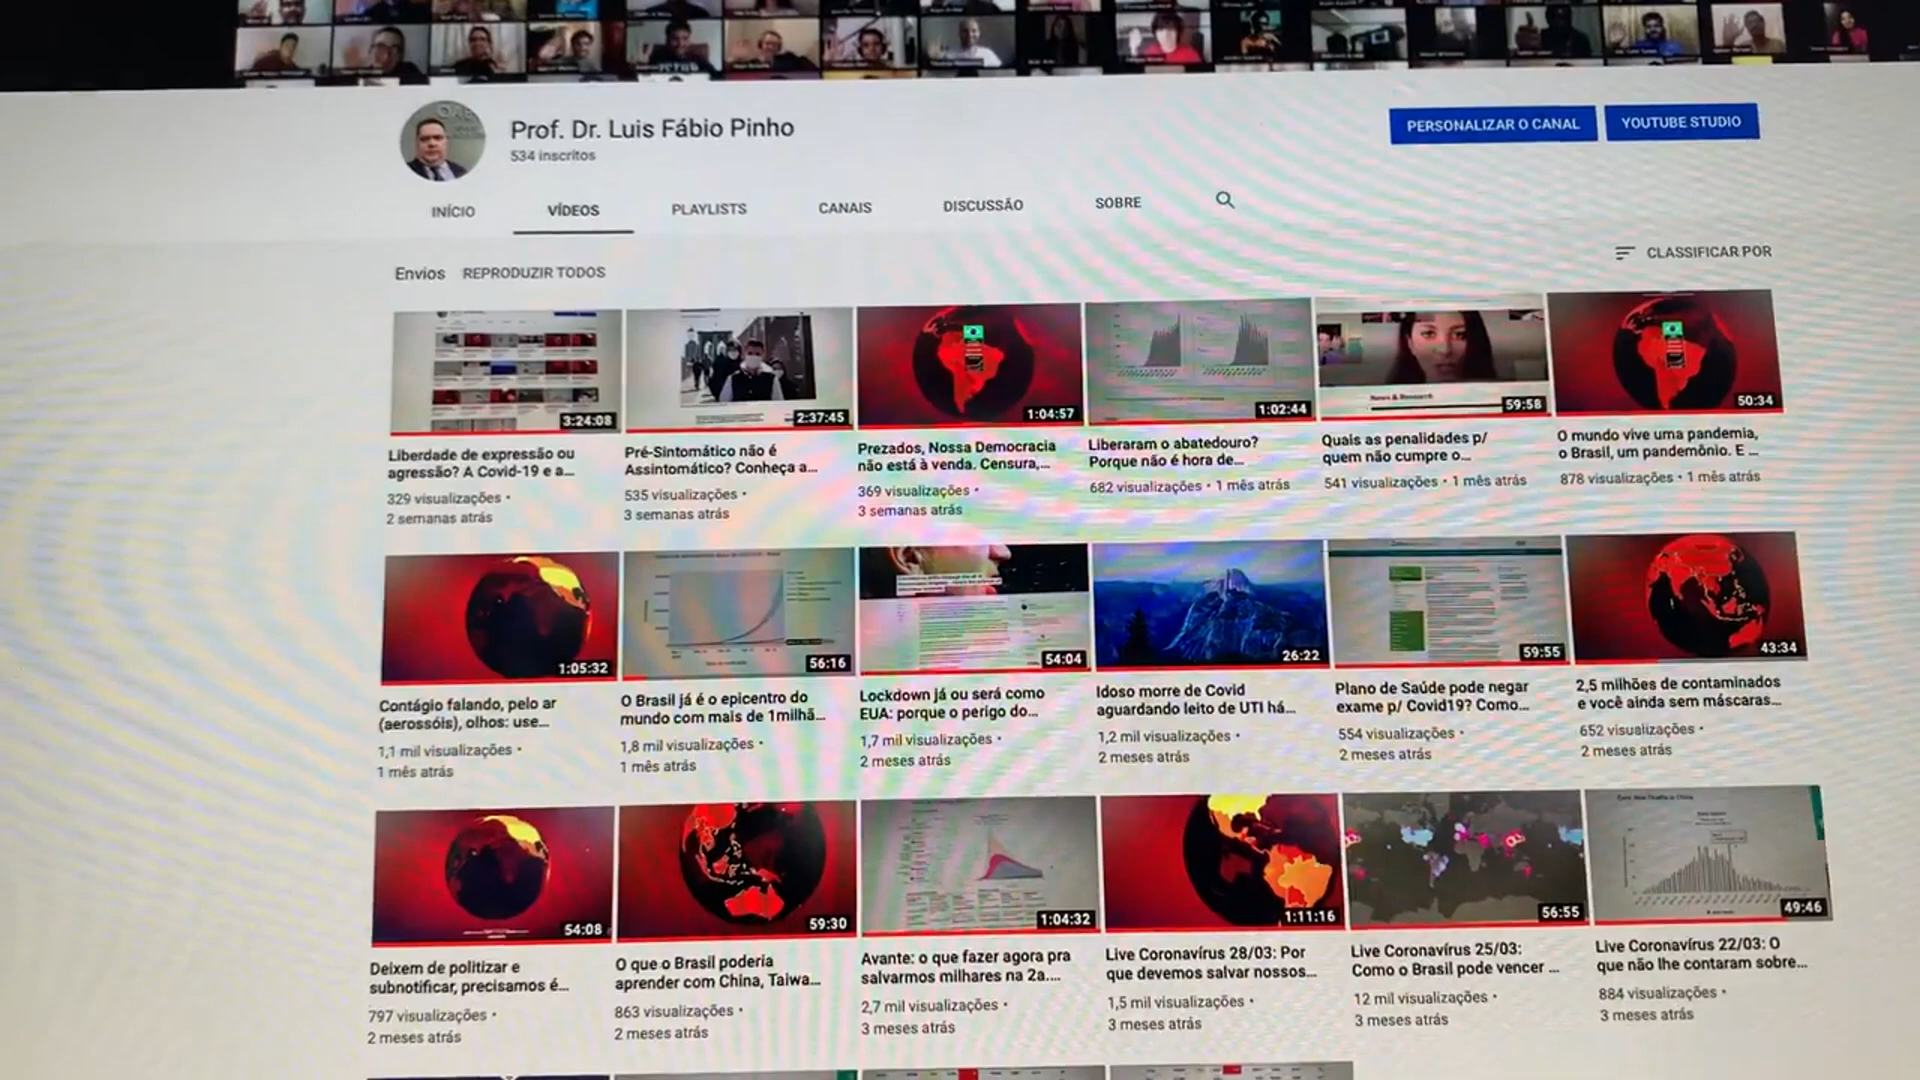 Prof. Dr. Luis Fábio Pinho
534 inscritos
PERSONALIZAR O CANAL
YOUTUBE STUDIO
INÍCIO
VÍDEOS
PLAYLISTS
CANAIS
DISCUSSÃO
SOBRE
Envios
REPRODUZIR TODOS
CLASSIFICAR POR
3:24:08
Liberdade de expressão ou
agressão? A Covid-19 e a...
329 visualizações •
2 semanas atrás
2:37:45
Pré-Sintomático não é
Assintomático? Conheça a...
535 visualizações •
3 semanas atrás
1:04:57
Prezados, Nossa Democracia
não está à venda. Censura,...
369 visualizações •
3 semanas atrás
1:02:44
Liberaram o abatedouro?
Porque não é hora de...
682 visualizações • 1 mês atrás
News & Research
59:58
Quais as penalidades p/
quem não cumpre o...
541 visualizações • 1 mês atrás
50:34
O mundo vive uma pandemia,
o Brasil, um pandemônio. E ...
878 visualizações • 1 mês atrás
1:05:32
Contágio falando, pelo ar
(aerossóis), olhos: use...
1,1 mil visualizações •
1 mês atrás
56:16
O Brasil já é o epicentro do
mundo com mais de 1milhã...
1,8 mil visualizações •
1 mês atrás
54:04
Lockdown já ou será como
EUA: porque o perigo do...
1,7 mil visualizações •
2 meses atrás
26:22
Idoso morre de Covid
aguardando leito de UTI há...
1,2 mil visualizações •
2 meses atrás
59:55
Plano de Saúde pode negar
exame p/ Covid19? Como...
554 visualizações •
2 meses atrás
43:34
2,5 milhões de contaminados
e você ainda sem máscaras...
652 visualizações •
2 meses atrás
54:08
Deixem de politizar e
subnotificar, precisamos é...
797 visualizações •
2 meses atrás
59:30
O que o Brasil poderia
aprender com China, Taiwa...
863 visualizações •
2 meses atrás
1:04:32
Avante: o que fazer agora pra
salvarmos milhares na 2a....
2,7 mil visualizações •
3 meses atrás
1:11:16
Live Coronavírus 28/03: Por
que devemos salvar nossos...
1,5 mil visualizações •
3 meses atrás
56:55
Live Coronavírus 25/03:
Como o Brasil pode vencer ...
12 mil visualizações •
3 meses atrás
49:46
Live Coronavírus 22/03: O
que não lhe contaram sobre...
884 visualizações •
3 meses atrás